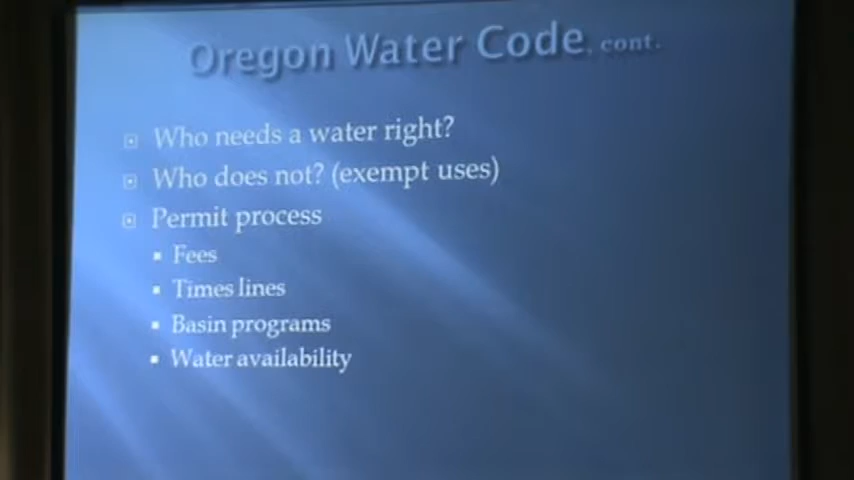 Oregon Water Code, cont.
Who needs a water right?
Who does not? (exempt uses)
Permit process
Fees
Times lines
Basin programs
Water availability